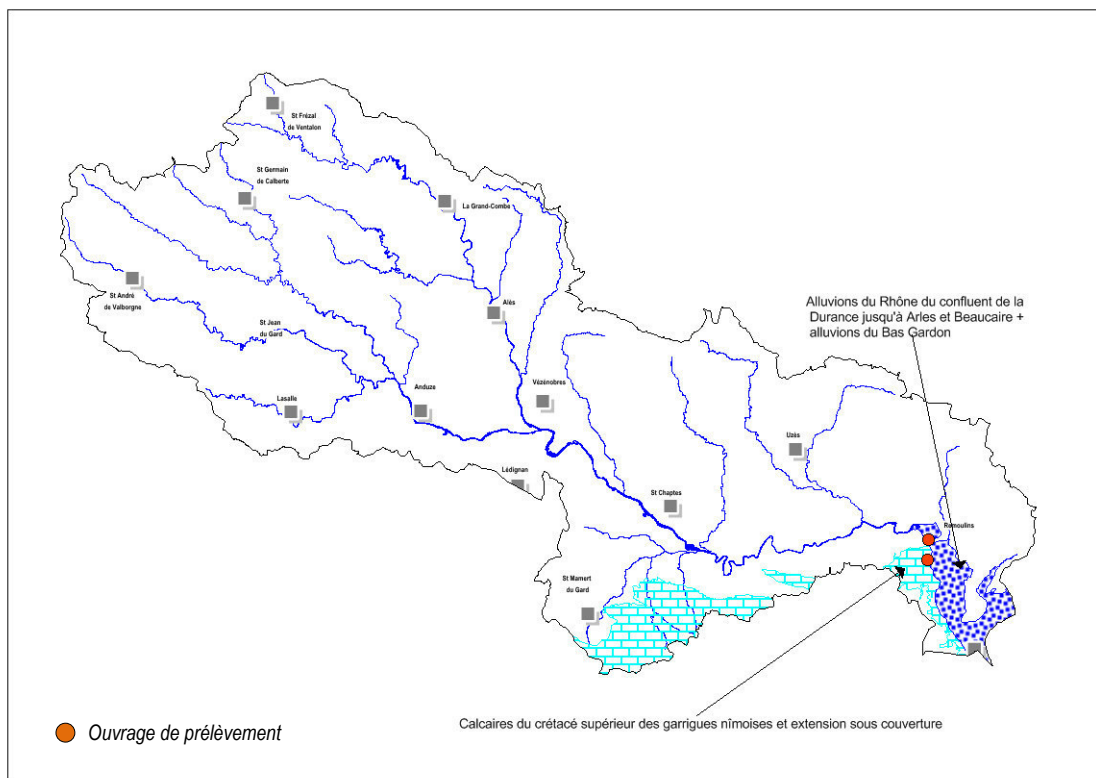 St Frézal
de Ventalon
St Germain
de Calberte
La Grand-Combe
St André
de Valborgne
Alès
Alluvions du Rhône du confluent de la
Durance jusqu'à Arles et Beaucaire +
alluvions du Bas Gardon
St Jean
du Gard
Vézénobres
Anduze
Lasalle
Uzès
Lédignan
St Chaptes
Remoulins
St Mamert
du Gard
Calcaires du crétacé supérieur des garrigues nîmoises et extension sous couverture
Ouvrage de prélèvement